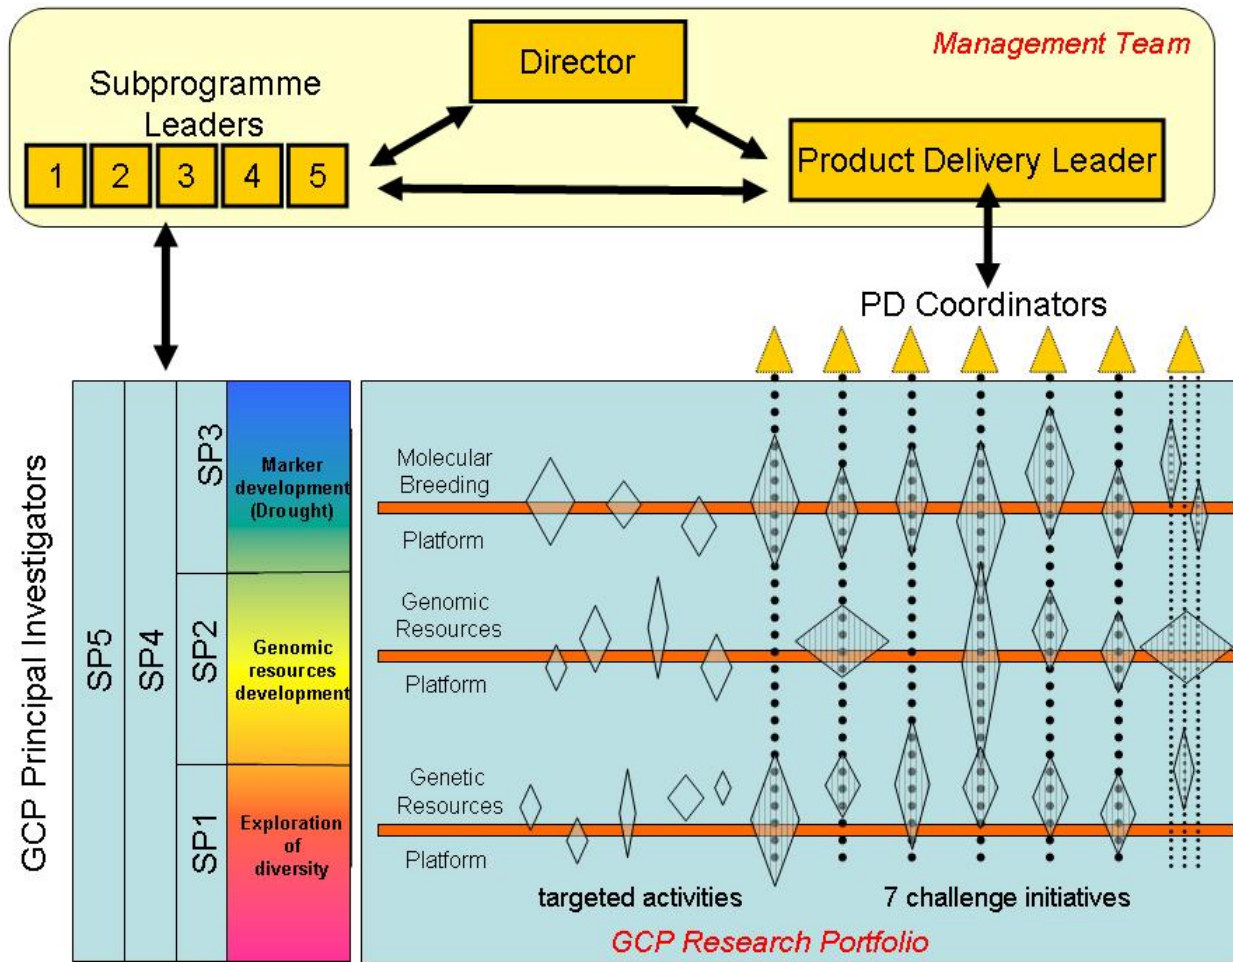 Management Team
Director
Subprogramme
Leaders
1 2 3 4 5
Product Delivery Leader
PD Coordinators
GCP Principal Investigators
SP5
SP4
SP3
SP2
SP1
Marker
development
(Drought)
Genomic
resources
development
Exploration
of
diversity
Molecular
Breeding
Platform
Genomic
Resources
Platform
Genetic
Resources
Platform
targeted activities
7 challenge initiatives
GCP Research Portfolio